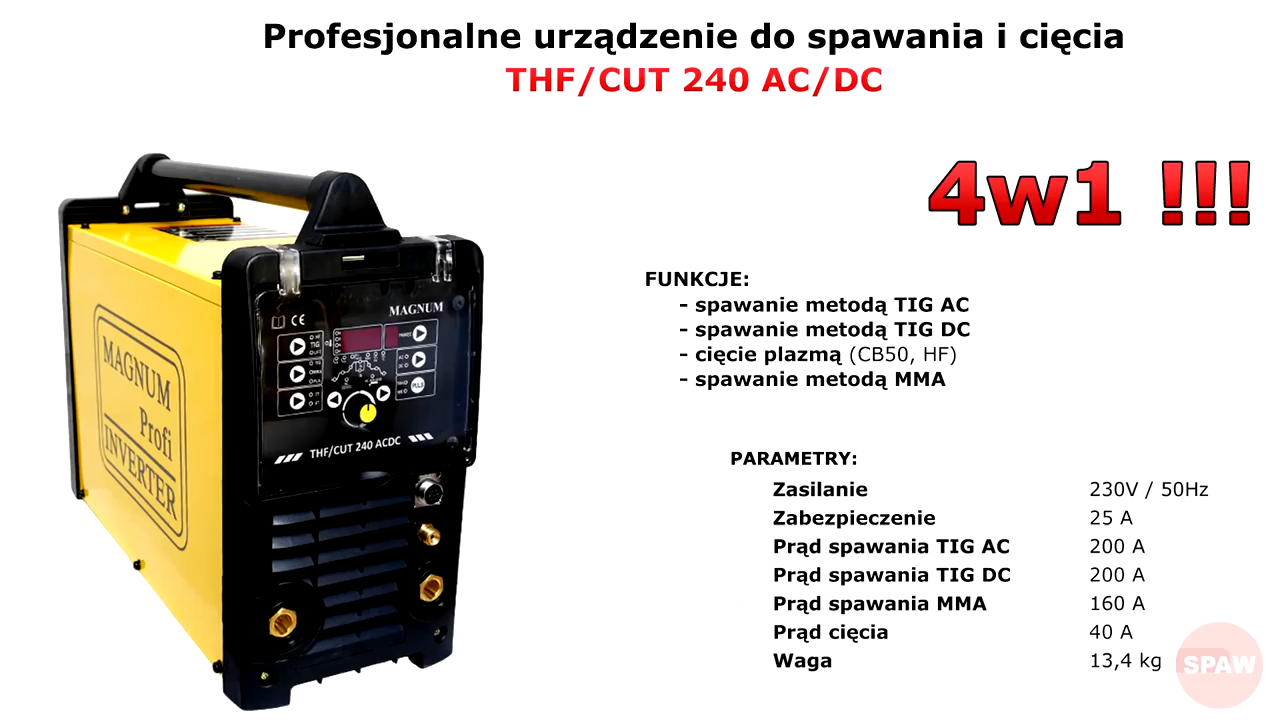 Profesjonalne urządzenie do spawania i cięcia
THF/CUT 240 AC/DC
4w1 !!!
FUNKCJE:
- spawanie metodą TIG AC
- spawanie metodą TIG DC
- cięcie plazmą (CB50, HF)
- spawanie metodą MMA
PARAMETRY:
Zasilanie 230V / 50Hz
Zabezpieczenie 25 A
Prąd spawania TIG AC 200 A
Prąd spawania TIG DC 200 A
Prąd spawania MMA 160 A
Prąd cięcia 40 A
Waga 13,4 kg
SPAW
MAGNUM
Profi
INVERTER
MAGNUM
CE
HF
TIG
PULS
THF/CUT 240 ACDC